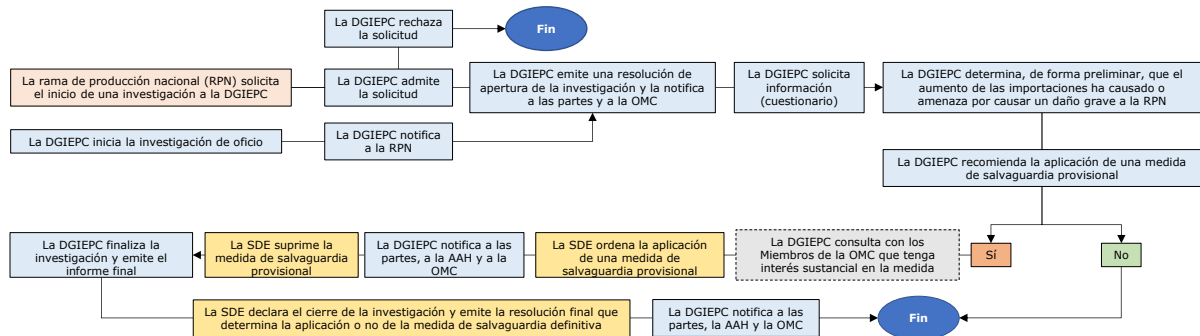 La DGIEPC rechaza
la solicitud
Fin
La rama de producción nacional (RPN) solicita
el inicio de una investigación a la DGIEPC
La DGIEPC admite
la solicitud
La DGIEPC emite una resolución de
apertura de la investigación y la notifica
a las partes y a la OMC
La DGIEPC solicita
información
(cuestionario)
La DGIEPC determina, de forma preliminar, que el
aumento de las importaciones ha causado o
amenaza por causar un daño grave a la RPN
La DGIEPC inicia la investigación de oficio
La DGIEPC notifica
a la RPN
La DGIEPC recomienda la aplicación de una medida
de salvaguardia provisional
Sí
No
La DGIEPC consulta con los
Miembros de la OMC que tenga
interés sustancial en la medida
La SDE ordena la aplicación
de una medida de
salvaguardia provisional
La DGIEPC notifica a las
partes, a la AAH y a la
OMC
La SDE suprime la
medida de salvaguardia
provisional
La DGIEPC finaliza la
investigación y emite el
informe final
La SDE declara el cierre de la investigación y emite la resolución final que
determina la aplicación o no de la medida de salvaguardia definitiva
La DGIEPC notifica a las
partes, la AAH y la OMC
Fin